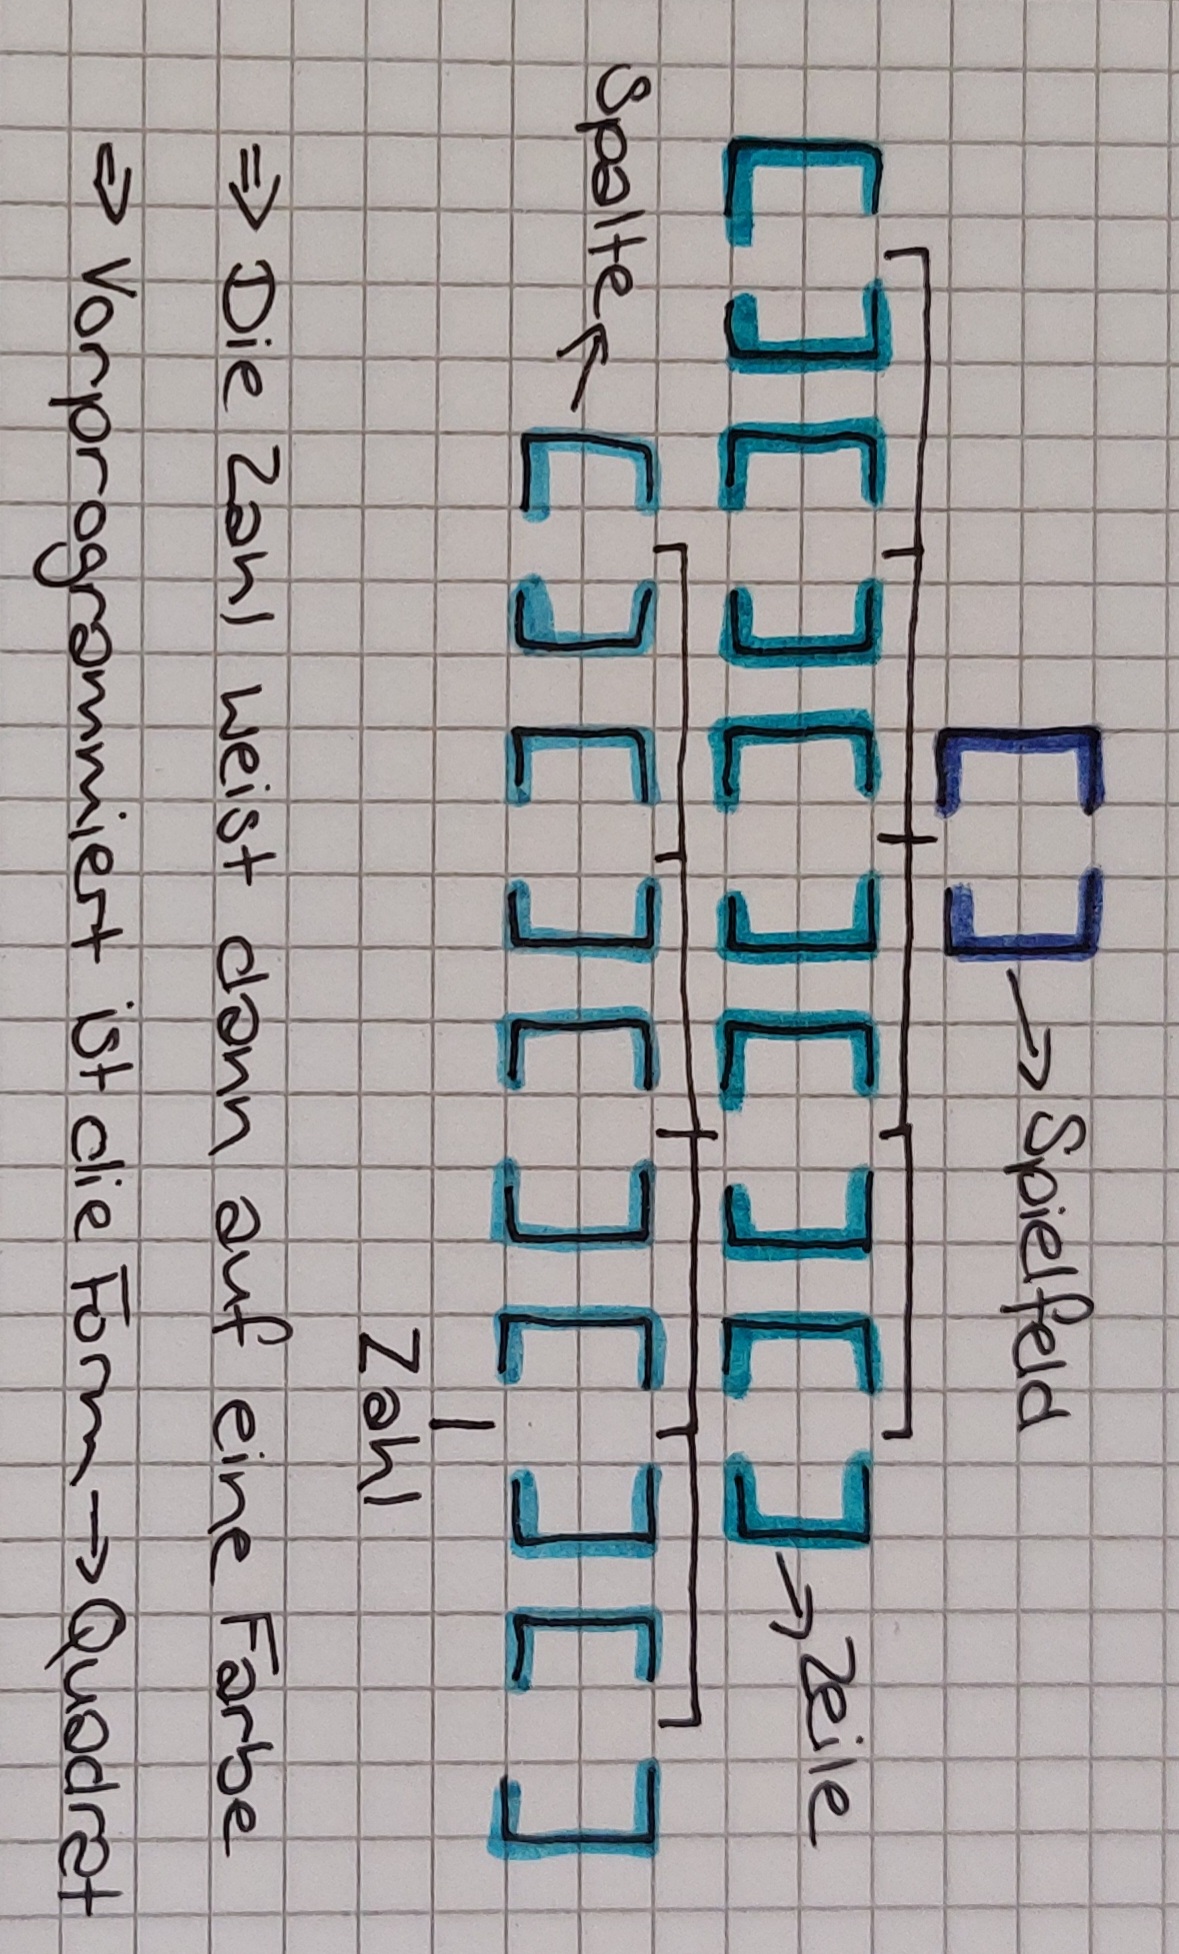 [ ] → Spielfeld
[ ] [ ] [ ] [ ] [ ] → Zeile
Spalte ← [ ] [ ] [ ] [ ] [ ]
Zahl
⇒ Die Zahl weist dann auf eine Farbe
⇒ Vorprogrammiert ist die Form → Quadrat